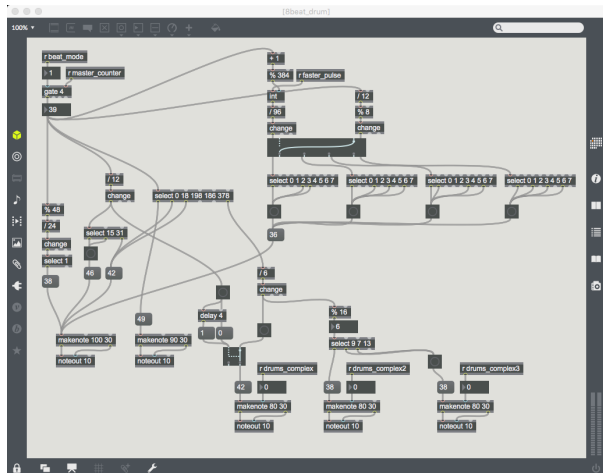 [8beat_drum]
100%
r beat_mode
1
r master_counter
gate 4
39
+ 1
% 384
r faster_pulse
int
/ 12
/ 96
% 8
change
change
/ 12
change
select 0 18 198 186 378
select 0 1 2 3 4 5 6 7
select 0 1 2 3 4 5 6 7
select 0 1 2 3 4 5 6 7
select 0 1 2 3 4 5 6 7
% 48
/ 24
select 15 31
36
change
select 1
38
46
42
/ 6
change
49
delay 4
1
0
% 16
6
makenote 100 30
makenote 90 30
select 9 7 13
noteout 10
noteout 10
r drums_complex
r drums_complex2
r drums_complex3
42
0
38
0
38
0
makenote 80 30
makenote 80 30
makenote 80 30
noteout 10
noteout 10
noteout 10